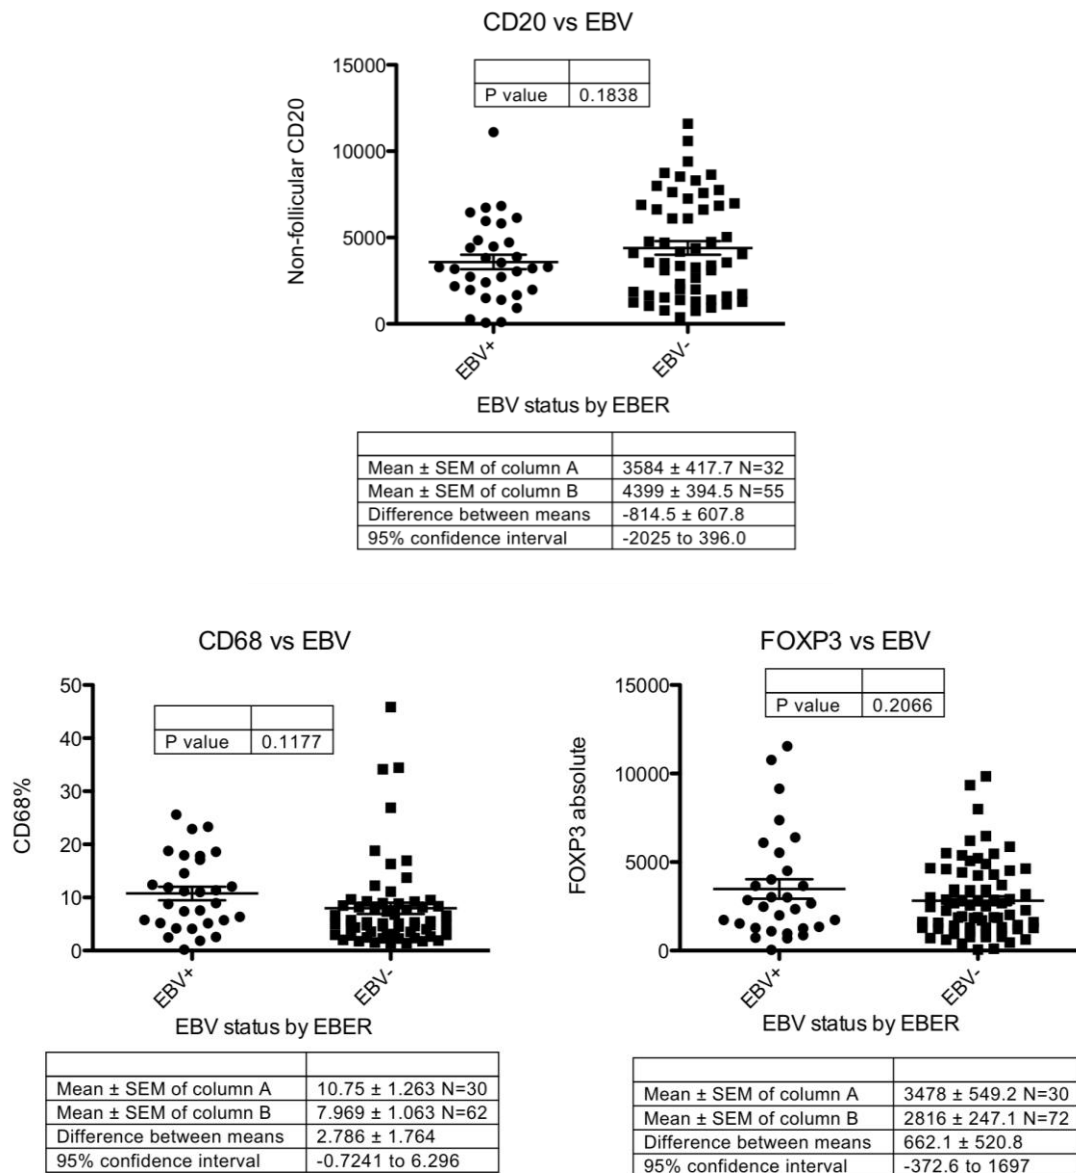 CD20 vs EBV
15000
10000
5000
0
Non-follicular CD20
P value 0.1838
EBV+
EBV-
EBV status by EBER
Mean ± SEM of column A 3584 ± 417.7 N=32
Mean ± SEM of column B 4399 ± 394.5 N=55
Difference between means -814.5 ± 607.8
95% confidence interval -2025 to 396.0
CD68 vs EBV
50
40
30
20
10
0
CD68%
P value 0.1177
EBV+
EBV-
EBV status by EBER
Mean ± SEM of column A 10.75 ± 1.263 N=30
Mean ± SEM of column B 7.969 ± 1.063 N=62
Difference between means 2.786 ± 1.764
95% confidence interval -0.7241 to 6.296
FOXP3 vs EBV
15000
10000
5000
0
FOXP3 absolute
P value 0.2066
EBV+
EBV-
EBV status by EBER
Mean ± SEM of column A 3478 ± 549.2 N=30
Mean ± SEM of column B 2816 ± 247.1 N=72
Difference between means 662.1 ± 520.8
95% confidence interval -372.6 to 1697